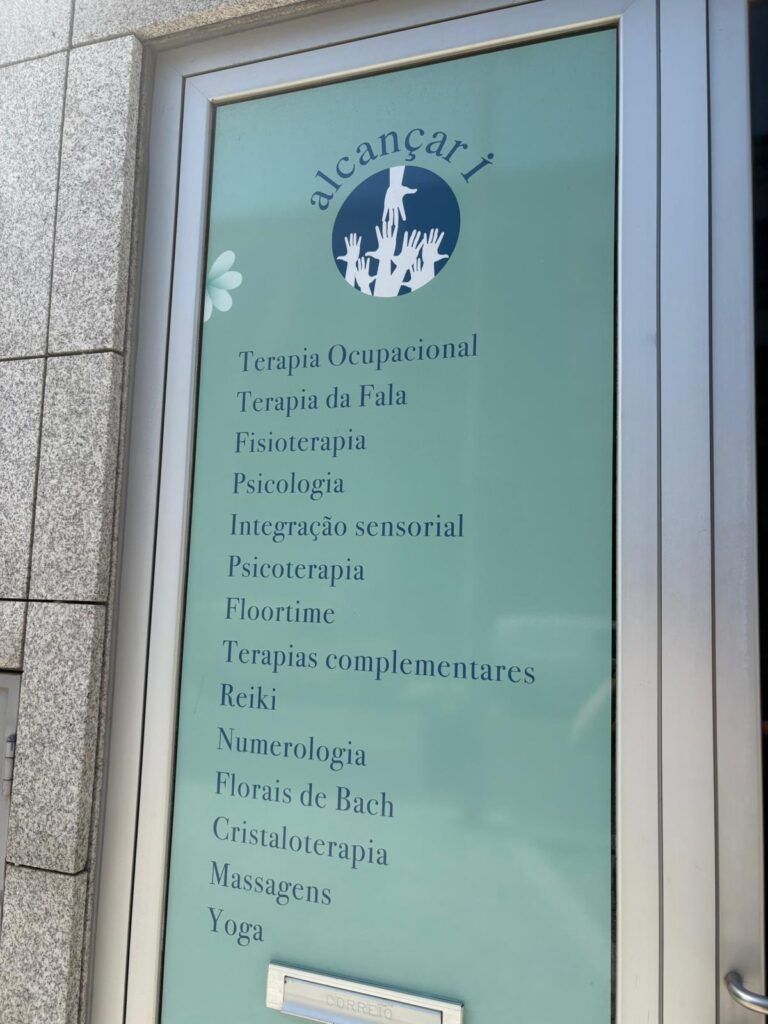 alcançar i
Terapia Ocupacional
Terapia da Fala
Fisioterapia
Psicologia
Integração sensorial
Psicoterapia
Floortime
Terapias complementares
Reiki
Numerologia
Florais de Bach
Cristaloterapia
Massagens
Yoga
CORREIO